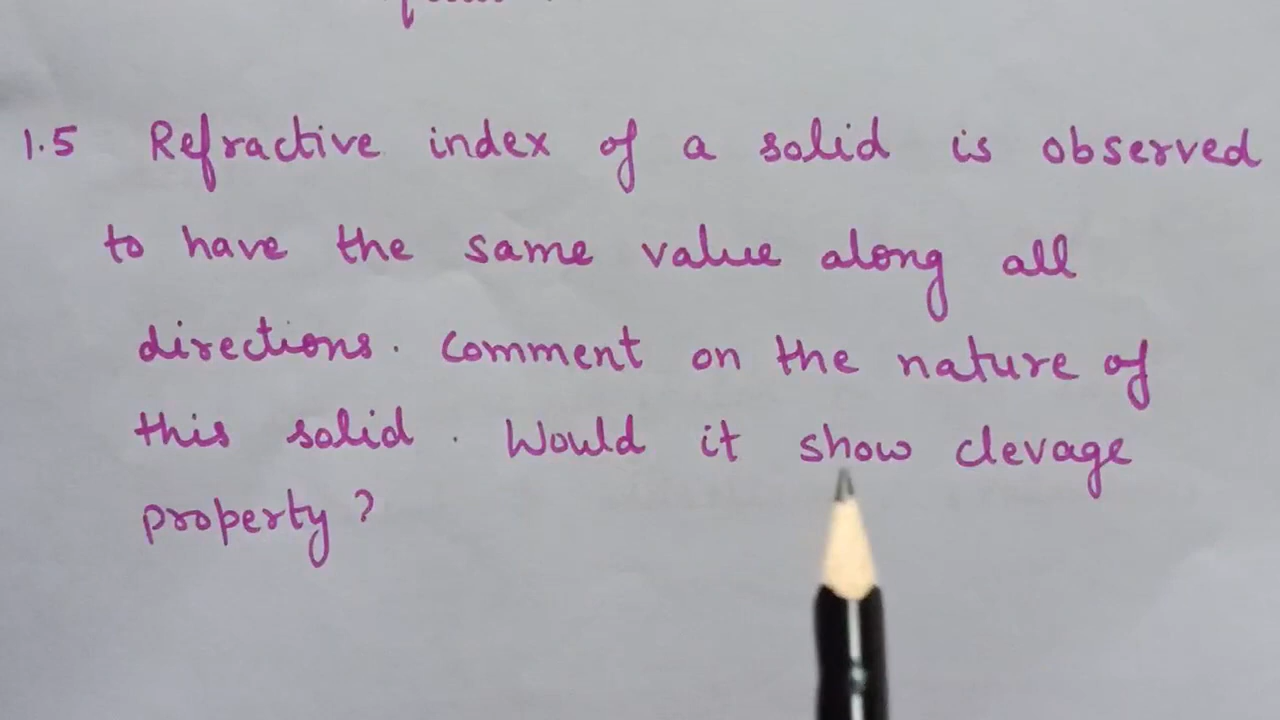 1.5 Refractive index of a solid is observed
to have the same value along all
directions. Comment on the nature of
this solid. Would it show clevage
property?